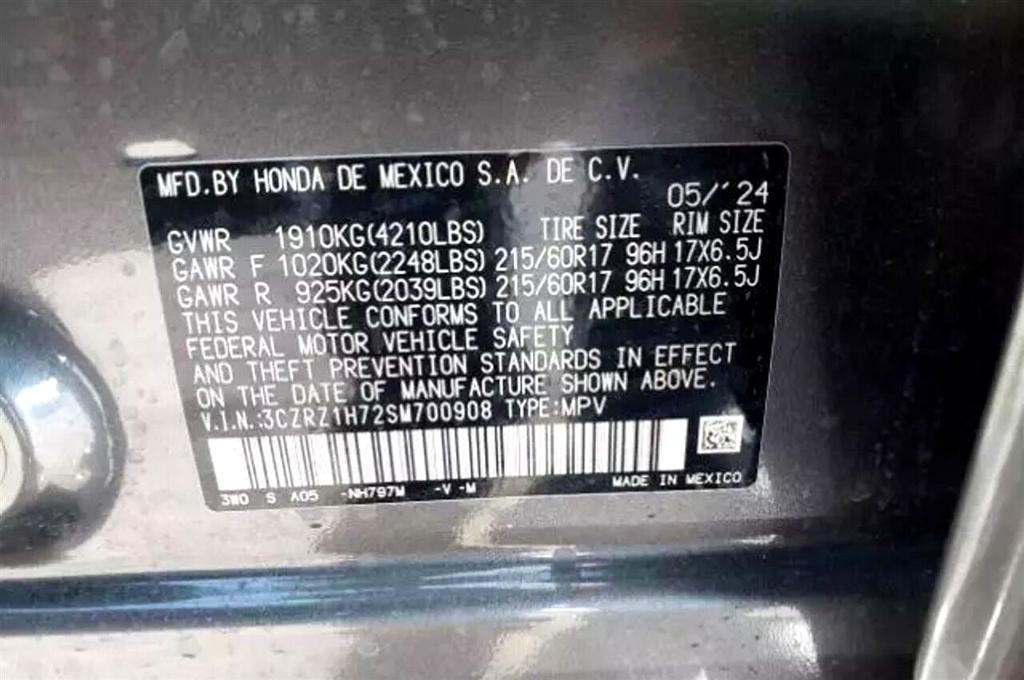 MFD.BY HONDA DE MEXICO S.A. DE C.V.
05/'24
GVWR 1910KG(4210LBS) TIRE SIZE RIM SIZE
GAWR F 1020KG(2248LBS) 215/60R17 96H 17X6.5J
GAWR R 925KG(2039LBS) 215/60R17 96H 17X6.5J
THIS VEHICLE CONFORMS TO ALL APPLICABLE
FEDERAL MOTOR VEHICLE SAFETY
AND THEFT PREVENTION STANDARDS IN EFFECT
ON THE DATE OF MANUFACTURE SHOWN ABOVE.
V.I.N.:3CZRZ1H72SM700908 TYPE:MPV
3W0 S A05 -NH797M -V -M MADE IN MEXICO